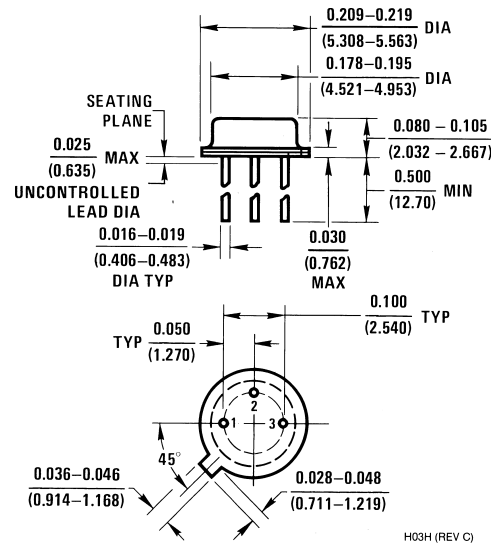 0.209–0.219
(5.308–5.563)
DIA
0.178–0.195
(4.521–4.953)
DIA
SEATING
PLANE
0.080 – 0.105
(2.032 – 2.667)
0.025
(0.635)
MAX
UNCONTROLLED
LEAD DIA
0.500
(12.70)
MIN
0.016–0.019
(0.406–0.483)
DIA TYP
0.030
(0.762)
MAX
0.100
(2.540)
TYP
TYP
0.050
(1.270)
2
1
3
45°
0.036–0.046
(0.914–1.168)
0.028–0.048
(0.711–1.219)
H03H (REV C)